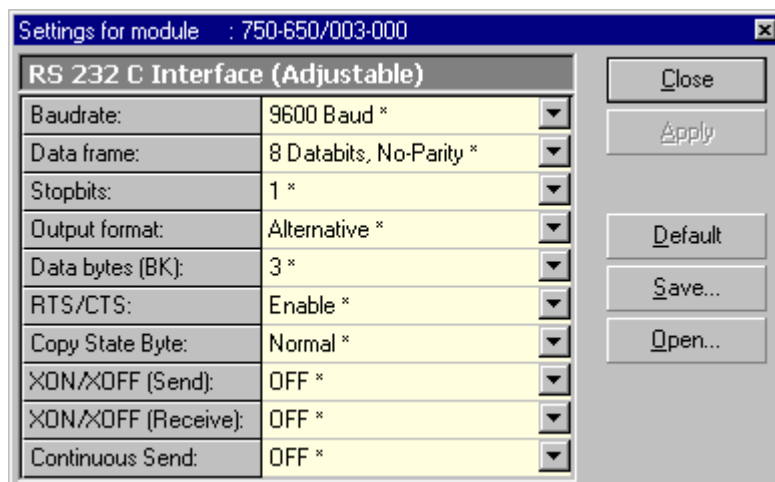 Settings for module : 750-650/003-000
RS 232 C Interface (Adjustable)
Baudrate: 9600 Baud *
Data frame: 8 Databits, No-Parity *
Stopbits: 1 *
Output format: Alternative *
Data bytes (BK): 3 *
RTS/CTS: Enable *
Copy State Byte: Normal *
XON/XOFF (Send): OFF *
XON/XOFF (Receive): OFF *
Continuous Send: OFF *
Close
Apply
Default
Save...
Open...